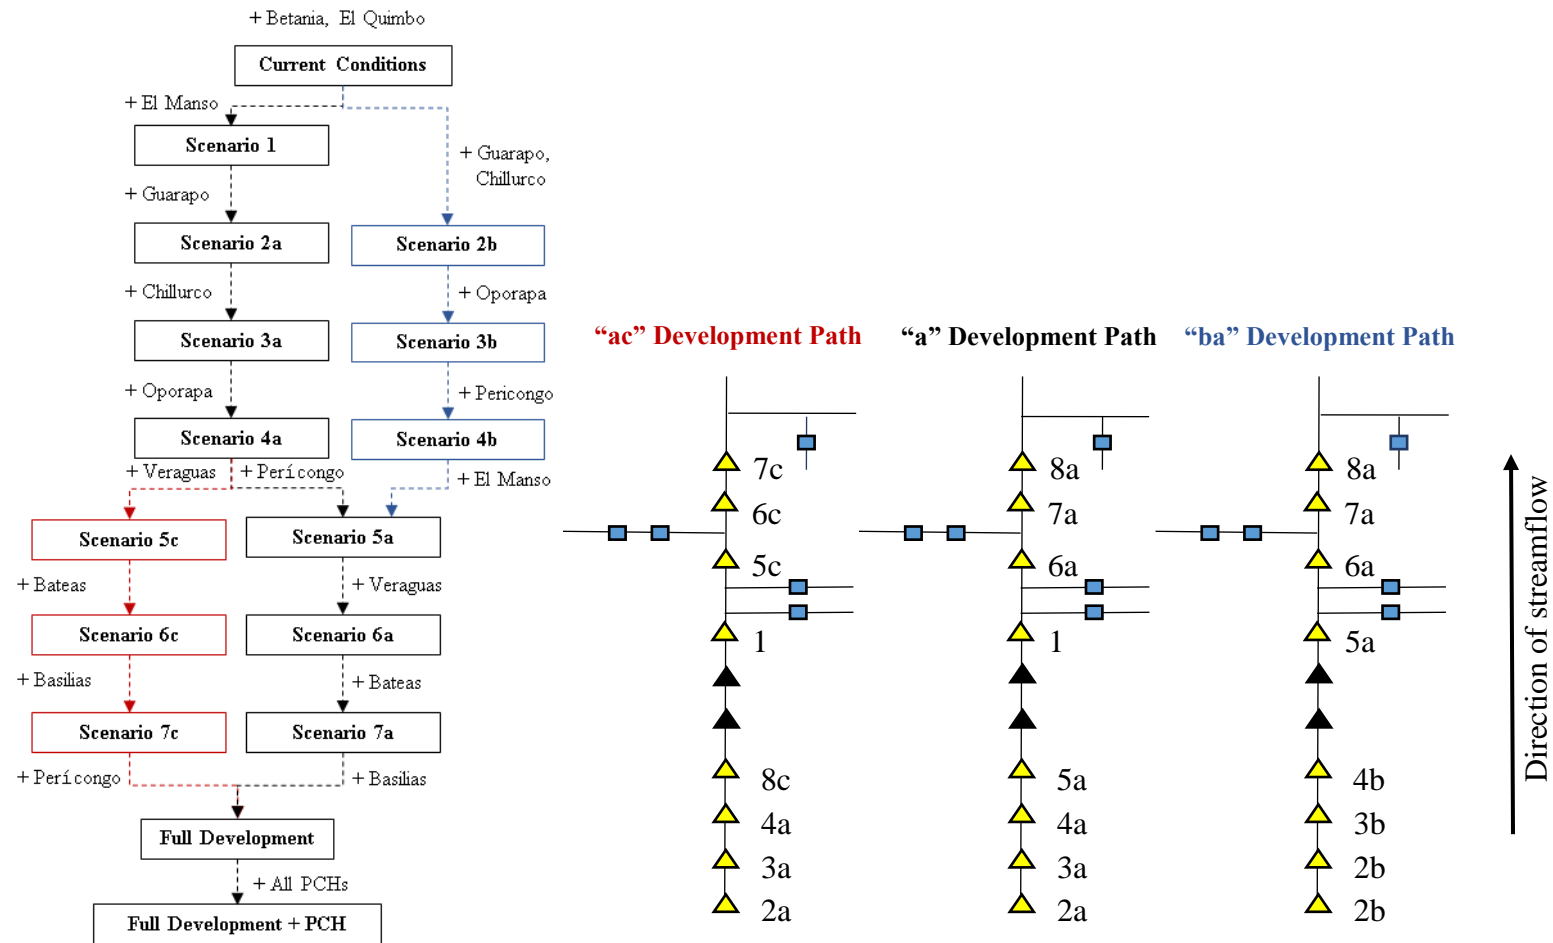 + Betania, El Quimbo
Current Conditions
+ El Manso
Scenario 1
+ Guarapo,
Chillurco
+ Guarapo
Scenario 2a
Scenario 2b
+ Chillurco
+ Oporapa
Scenario 3a
Scenario 3b
+ Oporapa
+ Pericongo
Scenario 4a
Scenario 4b
+ Veraguas
+ Perícongo
+ El Manso
Scenario 5c
Scenario 5a
+ Bateas
+ Veraguas
Scenario 6c
Scenario 6a
+ Basilias
+ Bateas
Scenario 7c
Scenario 7a
+ Perícongo
+ Basilias
Full Development
+ All PCHs
Full Development + PCH
“ac” Development Path
7c
6c
5c
1
8c
4a
3a
2a
“a” Development Path
8a
7a
6a
1
5a
4a
3a
2a
“ba” Development Path
8a
7a
6a
5a
4b
3b
2b
2b
Direction of streamflow